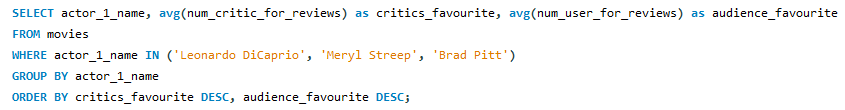 SELECT actor_1_name, avg(num_critic_for_reviews) as critics_favourite, avg(num_user_for_reviews) as audience_favourite
FROM movies
WHERE actor_1_name IN ('Leonardo DiCaprio', 'Meryl Streep', 'Brad Pitt')
GROUP BY actor_1_name
ORDER BY critics_favourite DESC, audience_favourite DESC;